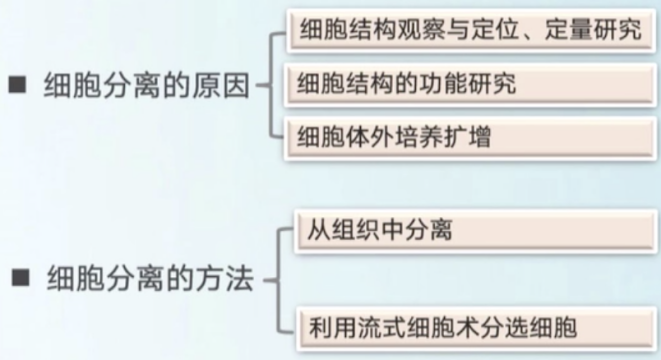 细胞结构观察与定位、定量研究
■ 细胞分离的原因
细胞结构的功能研究
细胞体外培养扩增
从组织中分离
■ 细胞分离的方法
利用流式细胞术分选细胞